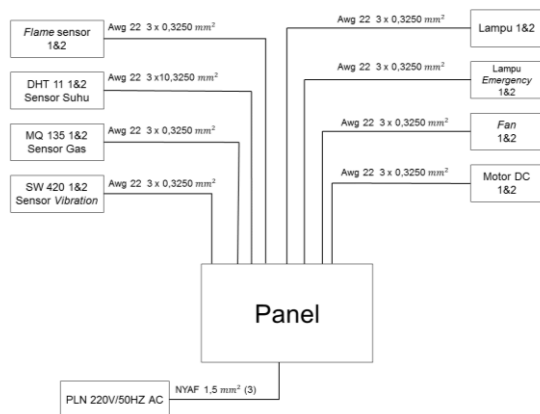 Flame sensor
1&2
Awg 22 3 x 0,3250 mm²
DHT 11 1&2
Sensor Suhu
Awg 22 3 x10,3250 mm²
MQ 135 1&2
Sensor Gas
Awg 22 3 x 0,3250 mm²
SW 420 1&2
Sensor Vibration
Awg 22 3 x 0,3250 mm²
Awg 22 3 x 0,3250 mm²
Lampu 1&2
Awg 22 3 x 0,3250 mm²
Lampu
Emergency
1&2
Awg 22 3 x 0,3250 mm²
Fan
1&2
Awg 22 3 x 0,3250 mm²
Motor DC
1&2
Panel
PLN 220V/50HZ AC
NYAF 1,5 mm² (3)